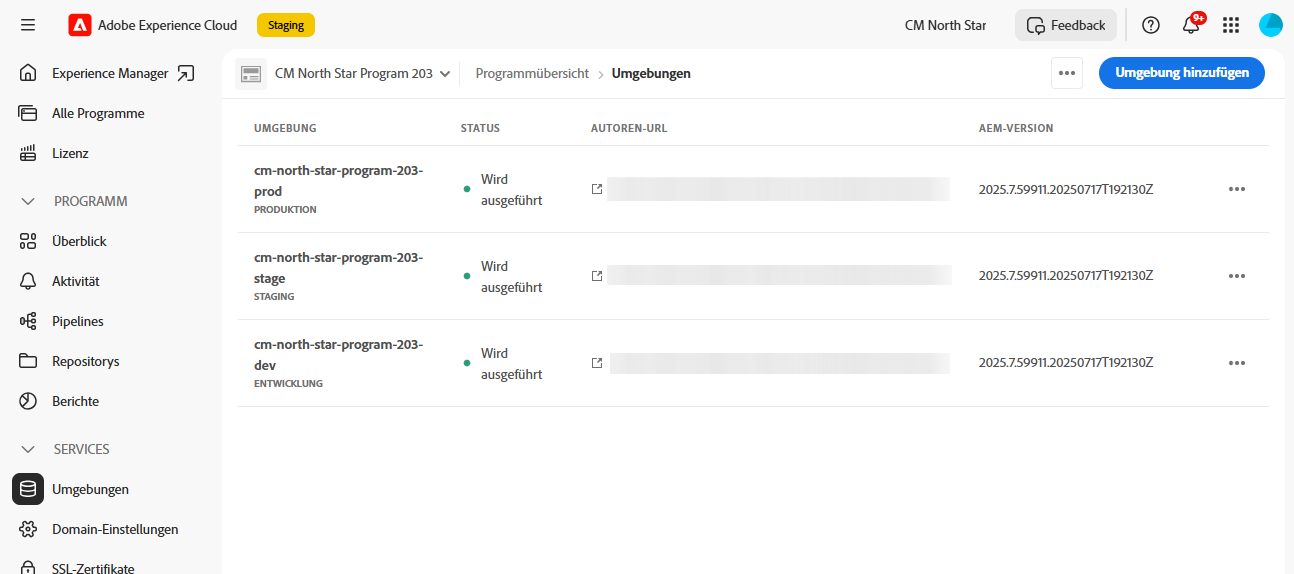 Adobe Experience Cloud
Staging
CM North Star
Feedback
9+
Experience Manager
Alle Programme
Lizenz
PROGRAMM
Überblick
Aktivität
Pipelines
Repositorys
Berichte
SERVICES
Umgebungen
Domain-Einstellungen
SSL-Zertifikate
CM North Star Program 203
Programmübersicht > Umgebungen
Umgebung hinzufügen
UMGEBUNG STATUS AUTOREN-URL AEM-VERSION
cm-north-star-program-203-
prod
PRODUKTION
Wird
ausgeführt
2025.7.59911.20250717T192130Z
cm-north-star-program-203-
stage
STAGING
Wird
ausgeführt
2025.7.59911.20250717T192130Z
cm-north-star-program-203-
dev
ENTWICKLUNG
Wird
ausgeführt
2025.7.59911.20250717T192130Z